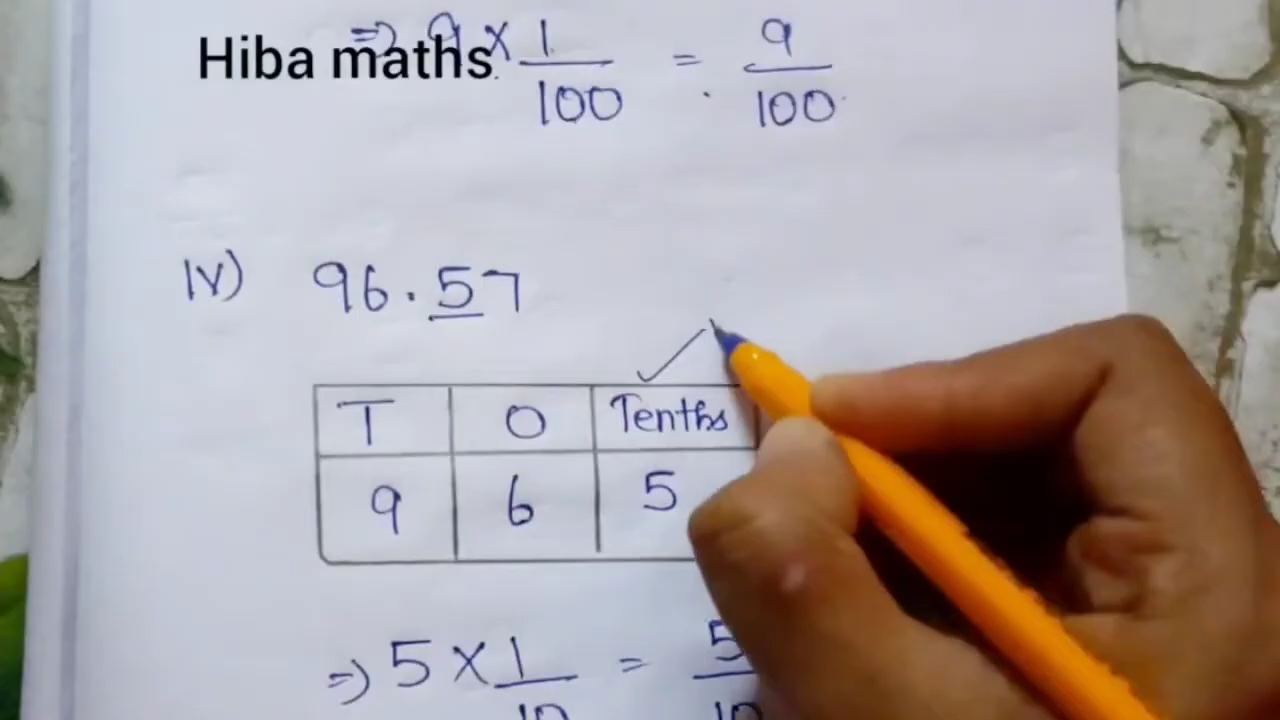 Hiba maths
=> 9 × 1/100 = 9/100
IV) 96.57
T O Tenths
9 6 5
=> 5 × 1/10 = 5/10